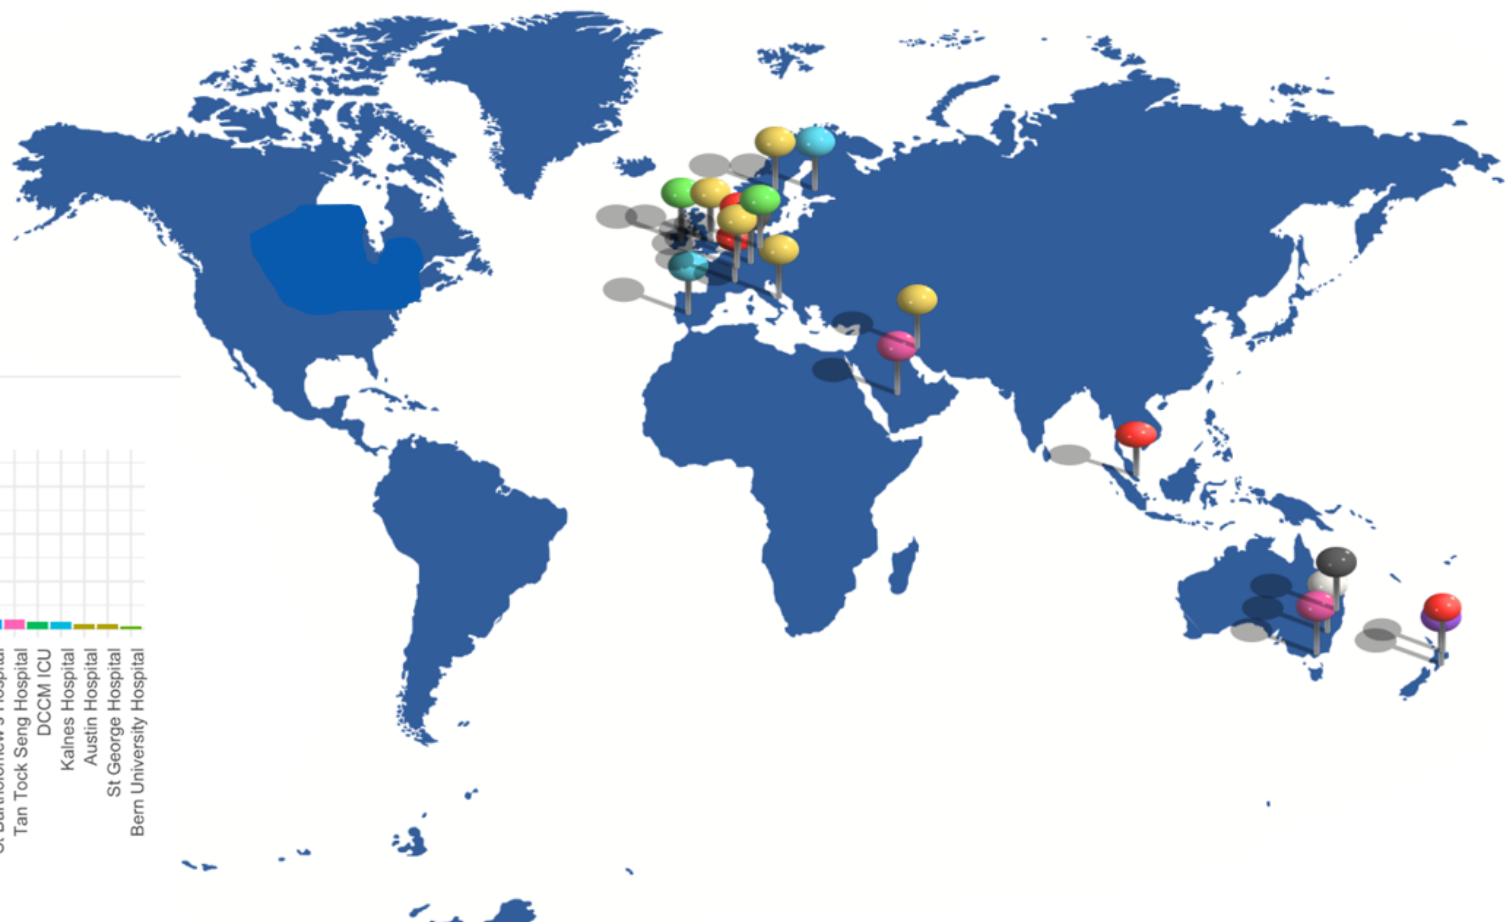 Tan Tock Seng Hospital
DCCM ICU
Kalnes Hospital
Austin Hospital
St George Hospital
Bern University Hospital